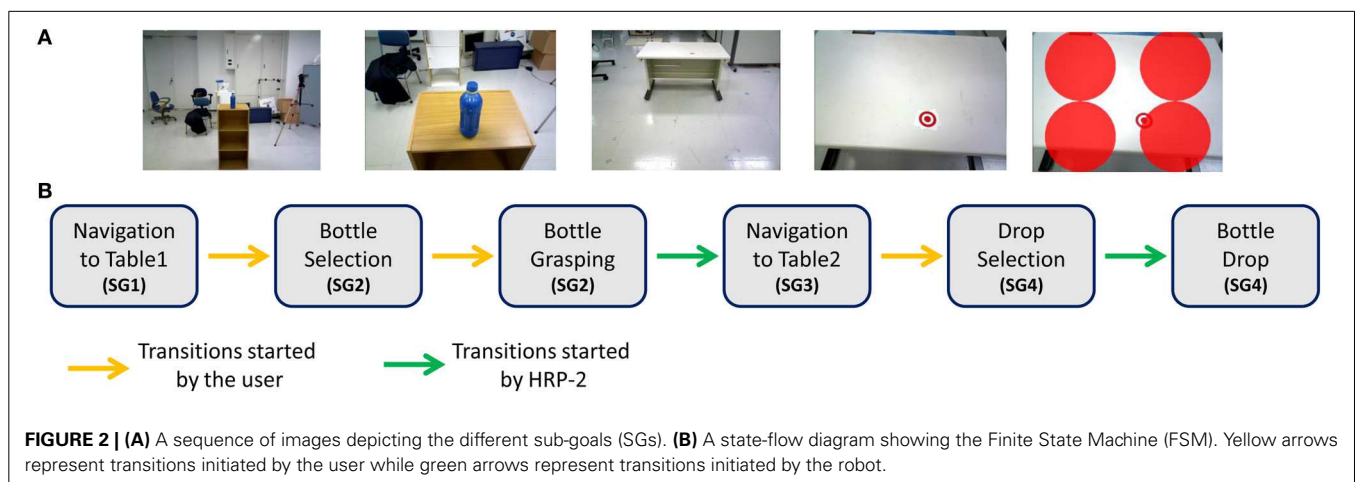 A
B
Navigation
to Table1
(SG1)
Bottle
Selection
(SG2)
Bottle
Grasping
(SG2)
Navigation
to Table2
(SG3)
Drop
Selection
(SG4)
Bottle
Drop
(SG4)
Transitions started
by the user
Transitions started
by HRP-2
FIGURE 2 | (A) A sequence of images depicting the different sub-goals (SGs). (B) A state-flow diagram showing the Finite State Machine (FSM). Yellow arrows
represent transitions initiated by the user while green arrows represent transitions initiated by the robot.